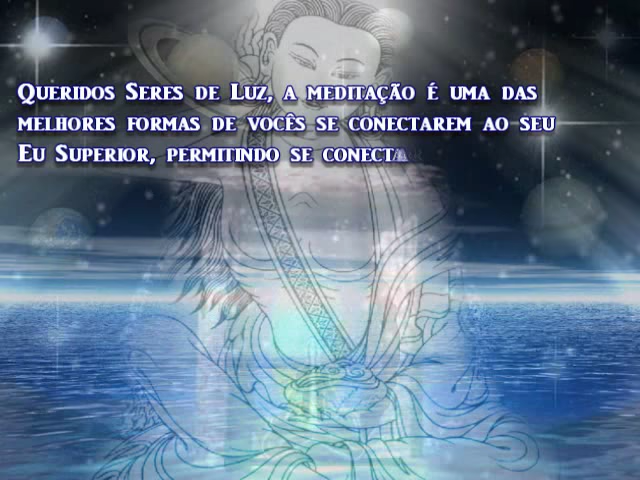 Queridos Seres de Luz, a meditação é uma das
melhores formas de vocês se conectarem ao seu
Eu Superior, permitindo se conecta